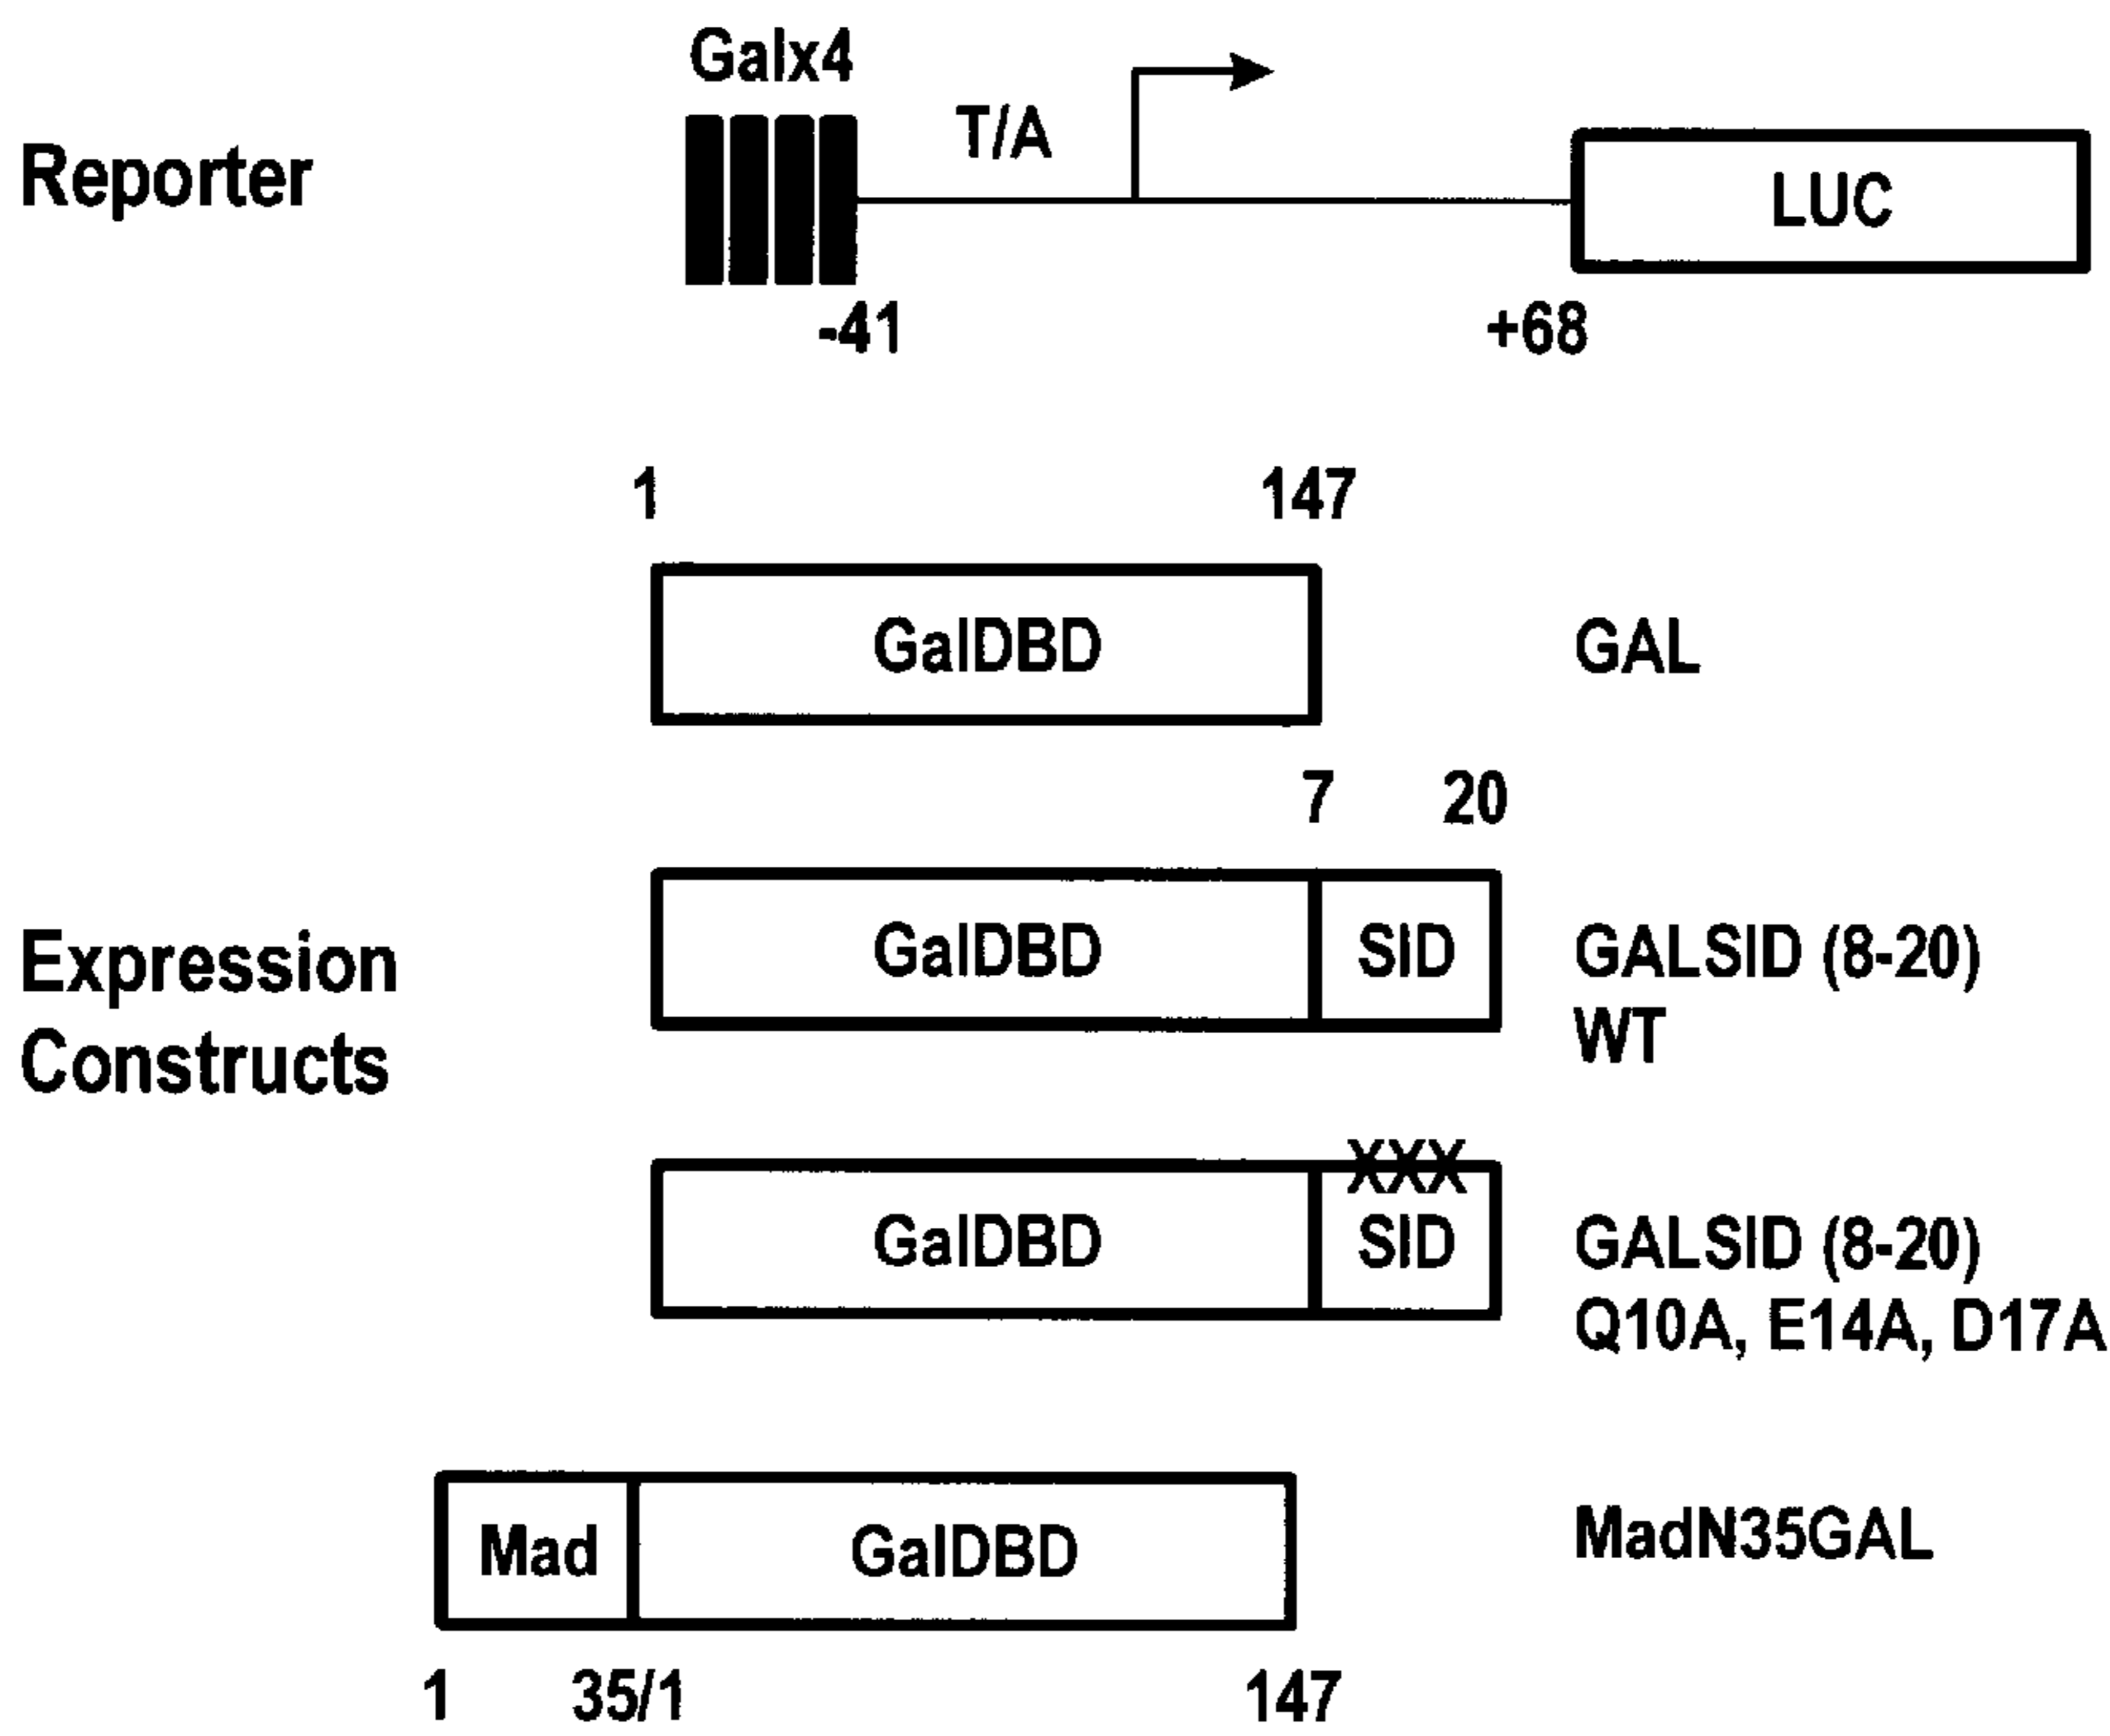 Galx4
T/A
Reporter
LUC
-41
+68
1
147
GalDBD
GAL
7
20
Expression
Constructs
GalDBD
SID
GALSID (8-20)
WT
XXX
GalDBD
SID
GALSID (8-20)
Q10A, E14A, D17A
Mad
GalDBD
MadN35GAL
1
35/1
147